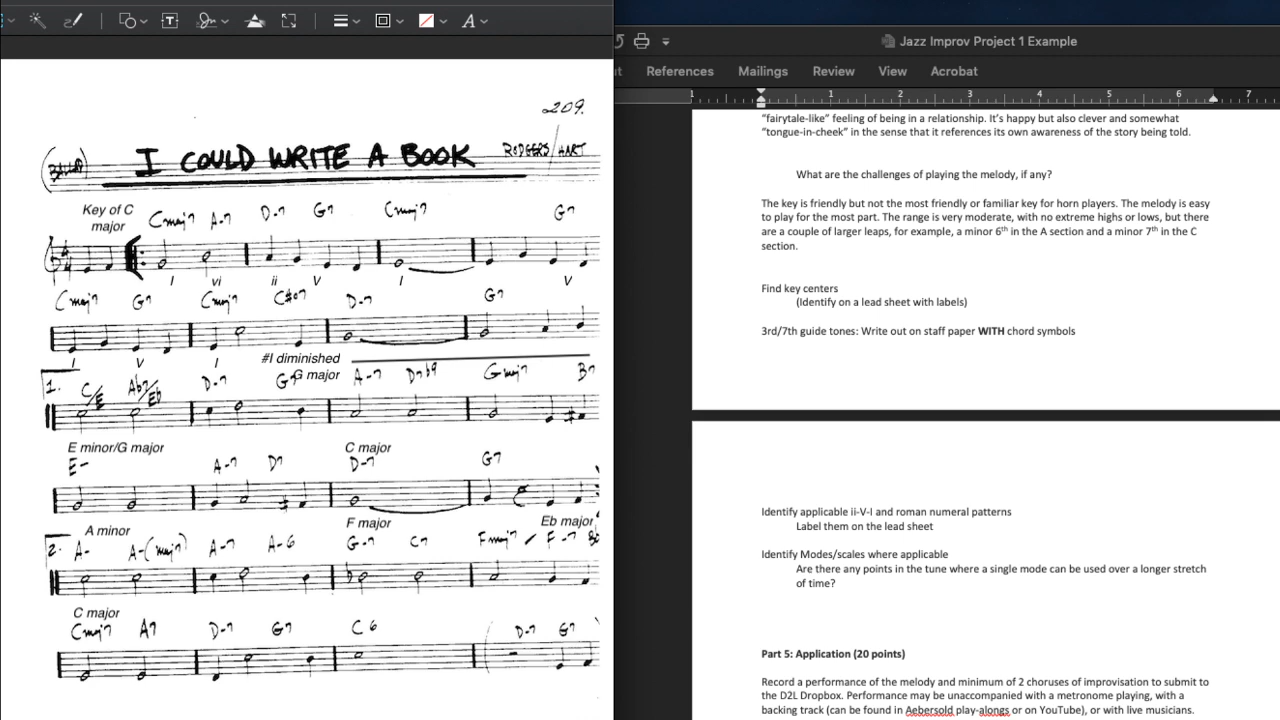 209.
(BALLAD)
I COULD WRITE A BOOK
RODGERS/HART
Key of C
major
Cmaj7 A-7 D-7 G7 Cmaj7 G7
I vi ii V I V
Cmaj7 G7 Cmaj7 C#o7 D-7 G7
I V I
#I diminished
G major
1. C/E Ab7/Eb D-7 G7 A-7 D7b9 Gmaj7 B7
E minor/G major C major
E- A-7 D7 D-7 G7
A minor F major Eb major
2. A- A-(maj7) A-7 A-6 G-7 C7 Fmaj7 / F-7
C major
Cmaj7 A7 D-7 G7 C6 D-7 G7
Jazz Improv Project 1 Example
References Mailings Review View Acrobat
1 1 2 3 4 5 6 7
“fairytale-like” feeling of being in a relationship. It’s happy but also clever and somewhat
“tongue-in-cheek” in the sense that it references its own awareness of the story being told.
What are the challenges of playing the melody, if any?
The key is friendly but not the most friendly or familiar key for horn players. The melody is easy
to play for the most part. The range is very moderate, with no extreme highs or lows, but there
are a couple of larger leaps, for example, a minor 6th in the A section and a minor 7th in the C
section.
Find key centers
(Identify on a lead sheet with labels)
3rd/7th guide tones: Write out on staff paper WITH chord symbols
Identify applicable ii-V-I and roman numeral patterns
Label them on the lead sheet
Identify Modes/scales where applicable
Are there any points in the tune where a single mode can be used over a longer stretch
of time?
Part 5: Application (20 points)
Record a performance of the melody and minimum of 2 choruses of improvisation to submit to
the D2L Dropbox. Performance may be unaccompanied with a metronome playing, with a
backing track (can be found in Aebersold play-alongs or on YouTube), or with live musicians.